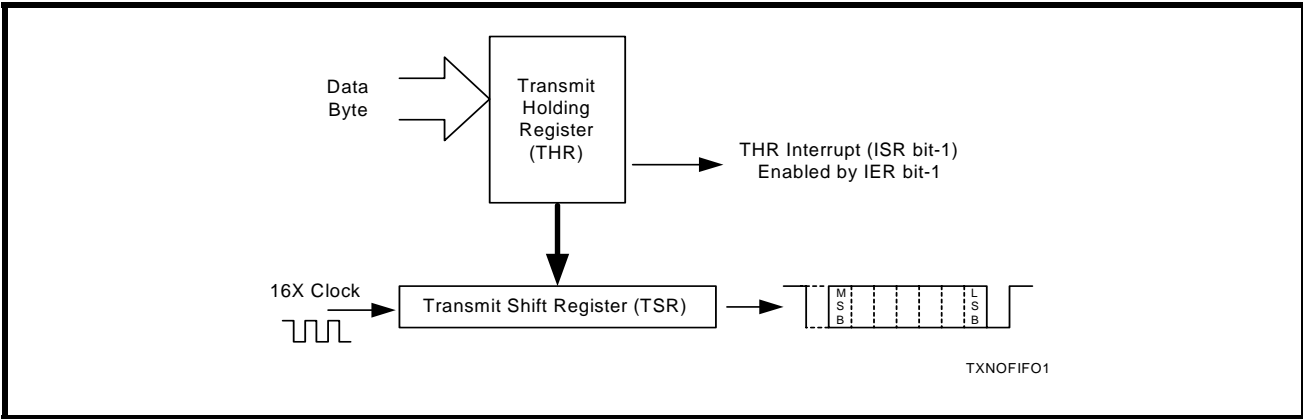 Data
Byte
Transmit
Holding
Register
(THR)
THR Interrupt (ISR bit-1)
Enabled by IER bit-1
16X Clock
Transmit Shift Register (TSR)
M
S
B
L
S
B
TXNOFIFO1